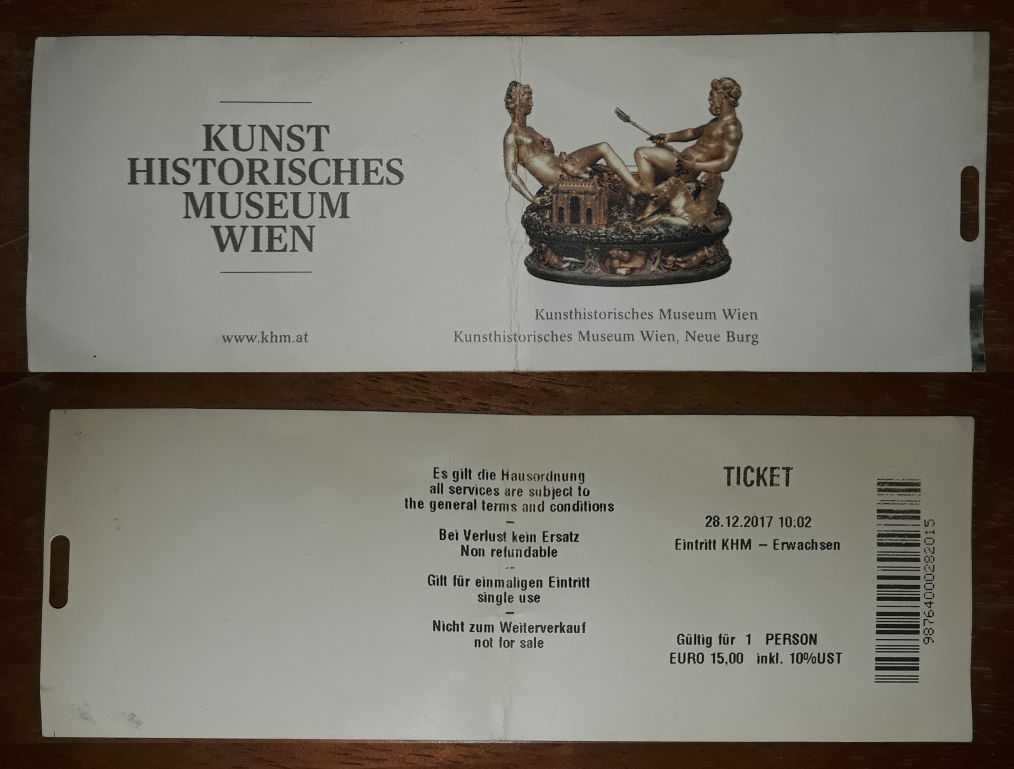 KUNST
HISTORISCHES
MUSEUM
WIEN
www.khm.at
Kunsthistorisches Museum Wien
Kunsthistorisches Museum Wien, Neue Burg
Es gilt die Hausordnung
all services are subject to
the general terms and conditions
–
Bei Verlust kein Ersatz
Non refundable
--
Gilt für einmaligen Eintritt
single use
–
Nicht zum Weiterverkauf
not for sale
TICKET
28.12.2017 10:02
Eintritt KHM – Erwachsen
Gültig für 1 PERSON
EURO 15,00 inkl. 10%UST
9876400028201​5